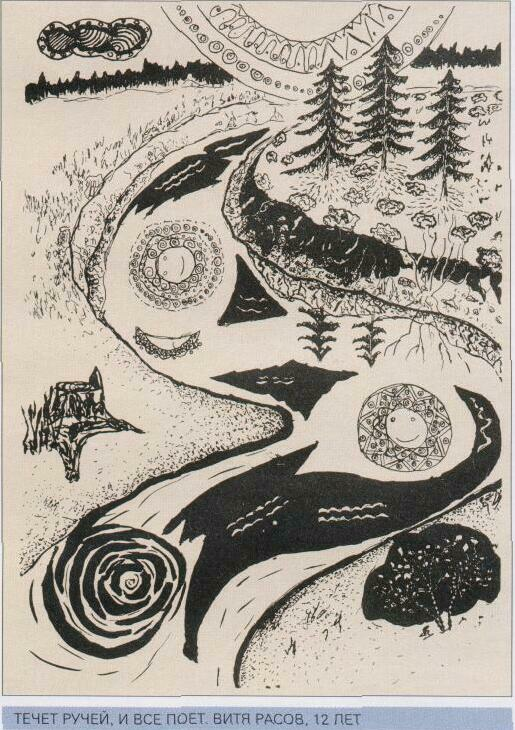 ТЕЧЕТ РУЧЕЙ, И ВСЕ ПОЕТ. ВИТЯ РАСОВ, 12 ЛЕТ